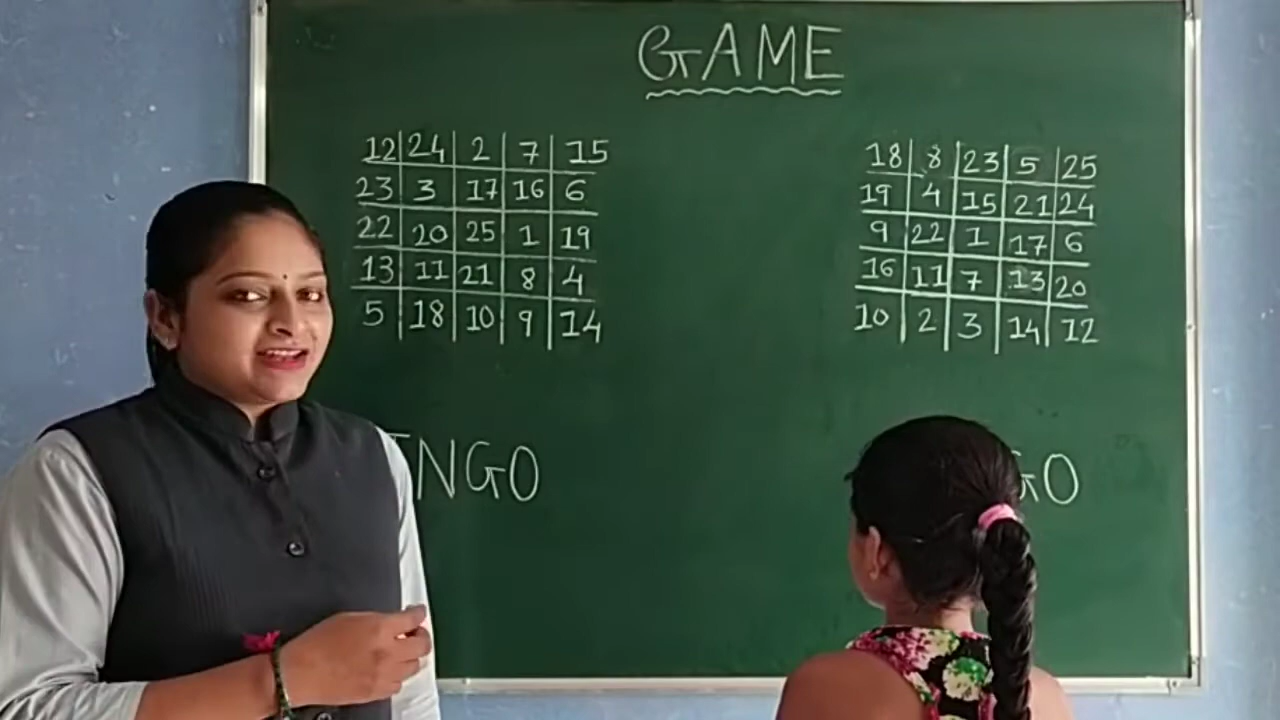 GAME
12 24 2 7 15
23 3 17 16 6
22 20 25 1 19
13 11 21 8 4
5 18 10 9 14
18 8 23 5 25
19 4 15 21 24
9 22 1 17 6
16 11 7 13 20
10 2 3 14 12
INGO
GO